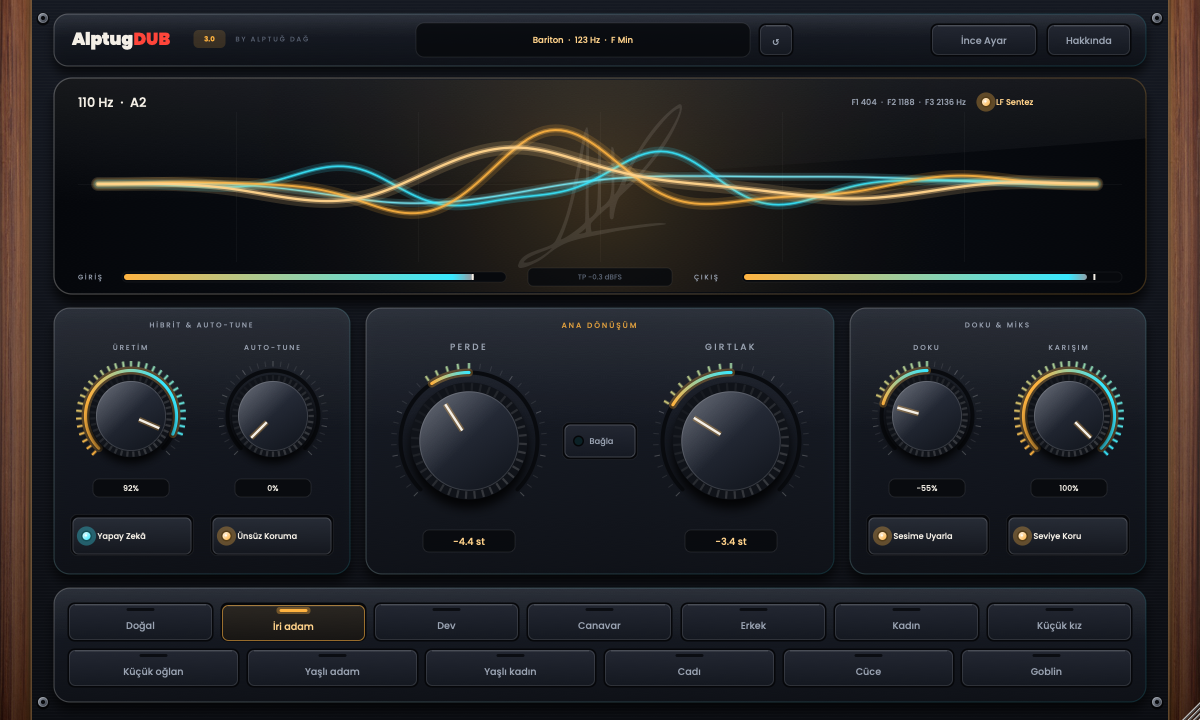 AlptugDUB
3.0
BY ALPTUĞ DAĞ
Bariton · 123 Hz · F Min
↺
İnce Ayar
Hakkında
110 Hz · A2
F1 404 · F2 1188 · F3 2136 Hz
LF Sentez
GİRİŞ
TP −0.3 dBFS
ÇIKIŞ
HİBRİT & AUTO-TUNE
ÜRETİM
AUTO-TUNE
92%
0%
Yapay Zekâ
Ünsüz Koruma
ANA DÖNÜŞÜM
PERDE
GIRTLAK
Bağla
−4.4 st
−3.4 st
DOKU & MİKS
DOKU
KARIŞIM
-55%
100%
Sesime Uyarla
Seviye Koru
Doğal
İri adam
Dev
Canavar
Erkek
Kadın
Küçük kız
Küçük oğlan
Yaşlı adam
Yaşlı kadın
Cadı
Cüce
Goblin